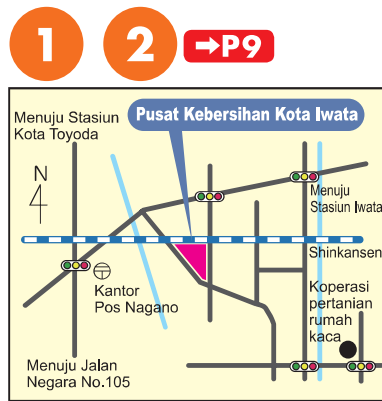 1 2 ➡P9
Pusat Kebersihan Kota Iwata
Menuju Stasiun
Kota Toyoda
N
Menuju
Stasiun Iwata
Shinkansen
Kantor
Pos Nagano
Koperasi
pertanian
rumah
kaca
Menuju Jalan
Negara No.105